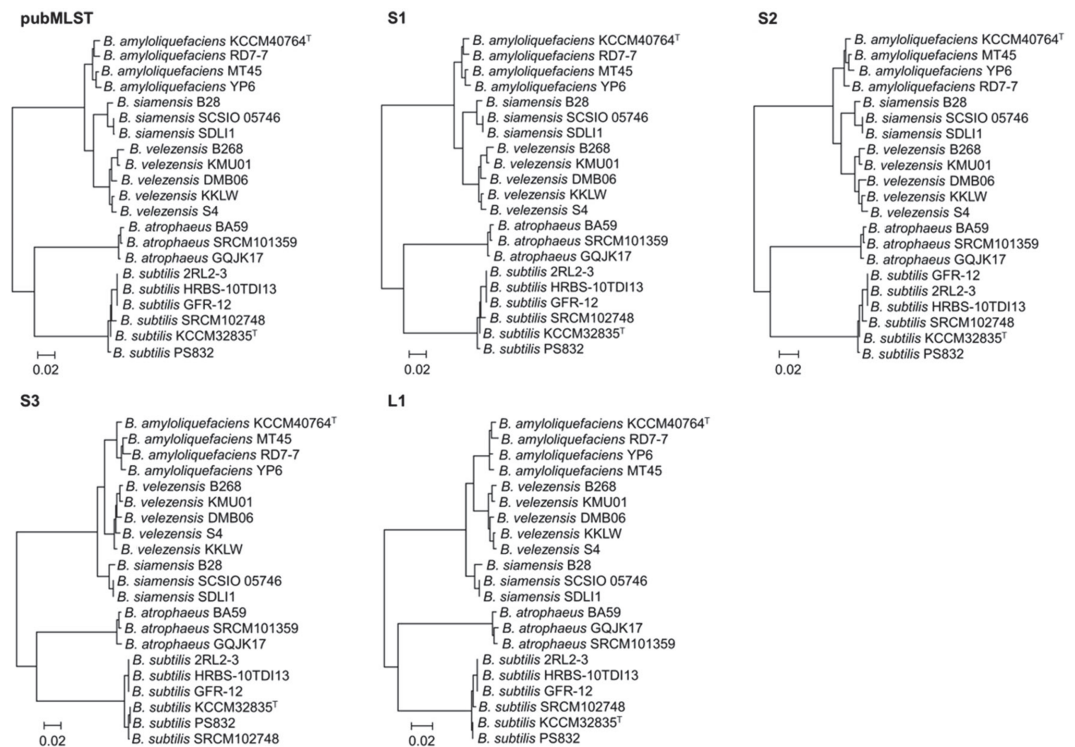 pubMLST
B. amyloliquefaciens KCCM40764ᵀ
B. amyloliquefaciens RD7-7
B. amyloliquefaciens MT45
B. amyloliquefaciens YP6
B. siamensis B28
B. siamensis SCSIO 05746
B. siamensis SDLI1
B. velezensis B268
B. velezensis KMU01
B. velezensis DMB06
B. velezensis KKLW
B. velezensis S4
B. atrophaeus BA59
B. atrophaeus SRCM101359
B. atrophaeus GQJK17
B. subtilis 2RL2-3
B. subtilis HRBS-10TDI13
B. subtilis GFR-12
B. subtilis SRCM102748
B. subtilis KCCM32835ᵀ
B. subtilis PS832
0.02
S1
B. amyloliquefaciens KCCM40764ᵀ
B. amyloliquefaciens RD7-7
B. amyloliquefaciens MT45
B. amyloliquefaciens YP6
B. siamensis B28
B. siamensis SCSIO 05746
B. siamensis SDLI1
B. velezensis B268
B. velezensis KMU01
B. velezensis DMB06
B. velezensis KKLW
B. velezensis S4
B. atrophaeus BA59
B. atrophaeus SRCM101359
B. atrophaeus GQJK17
B. subtilis 2RL2-3
B. subtilis HRBS-10TDI13
B. subtilis GFR-12
B. subtilis SRCM102748
B. subtilis KCCM32835ᵀ
B. subtilis PS832
0.02
S2
B. amyloliquefaciens KCCM40764ᵀ
B. amyloliquefaciens MT45
B. amyloliquefaciens YP6
B. amyloliquefaciens RD7-7
B. siamensis B28
B. siamensis SCSIO 05746
B. siamensis SDLI1
B. velezensis B268
B. velezensis KMU01
B. velezensis DMB06
B. velezensis KKLW
B. velezensis S4
B. atrophaeus BA59
B. atrophaeus SRCM101359
B. atrophaeus GQJK17
B. subtilis GFR-12
B. subtilis 2RL2-3
B. subtilis HRBS-10TDI13
B. subtilis SRCM102748
B. subtilis KCCM32835ᵀ
B. subtilis PS832
0.02
S3
B. amyloliquefaciens KCCM40764ᵀ
B. amyloliquefaciens MT45
B. amyloliquefaciens RD7-7
B. amyloliquefaciens YP6
B. velezensis B268
B. velezensis KMU01
B. velezensis DMB06
B. velezensis S4
B. velezensis KKLW
B. siamensis B28
B. siamensis SCSIO 05746
B. siamensis SDLI1
B. atrophaeus BA59
B. atrophaeus SRCM101359
B. atrophaeus GQJK17
B. subtilis 2RL2-3
B. subtilis HRBS-10TDI13
B. subtilis GFR-12
B. subtilis KCCM32835ᵀ
B. subtilis PS832
B. subtilis SRCM102748
0.02
L1
B. amyloliquefaciens KCCM40764ᵀ
B. amyloliquefaciens RD7-7
B. amyloliquefaciens YP6
B. amyloliquefaciens MT45
B. velezensis B268
B. velezensis KMU01
B. velezensis DMB06
B. velezensis KKLW
B. velezensis S4
B. siamensis B28
B. siamensis SCSIO 05746
B. siamensis SDLI1
B. atrophaeus BA59
B. atrophaeus GQJK17
B. atrophaeus SRCM101359
B. subtilis 2RL2-3
B. subtilis HRBS-10TDI13
B. subtilis GFR-12
B. subtilis SRCM102748
B. subtilis KCCM32835ᵀ
B. subtilis PS832
0.02